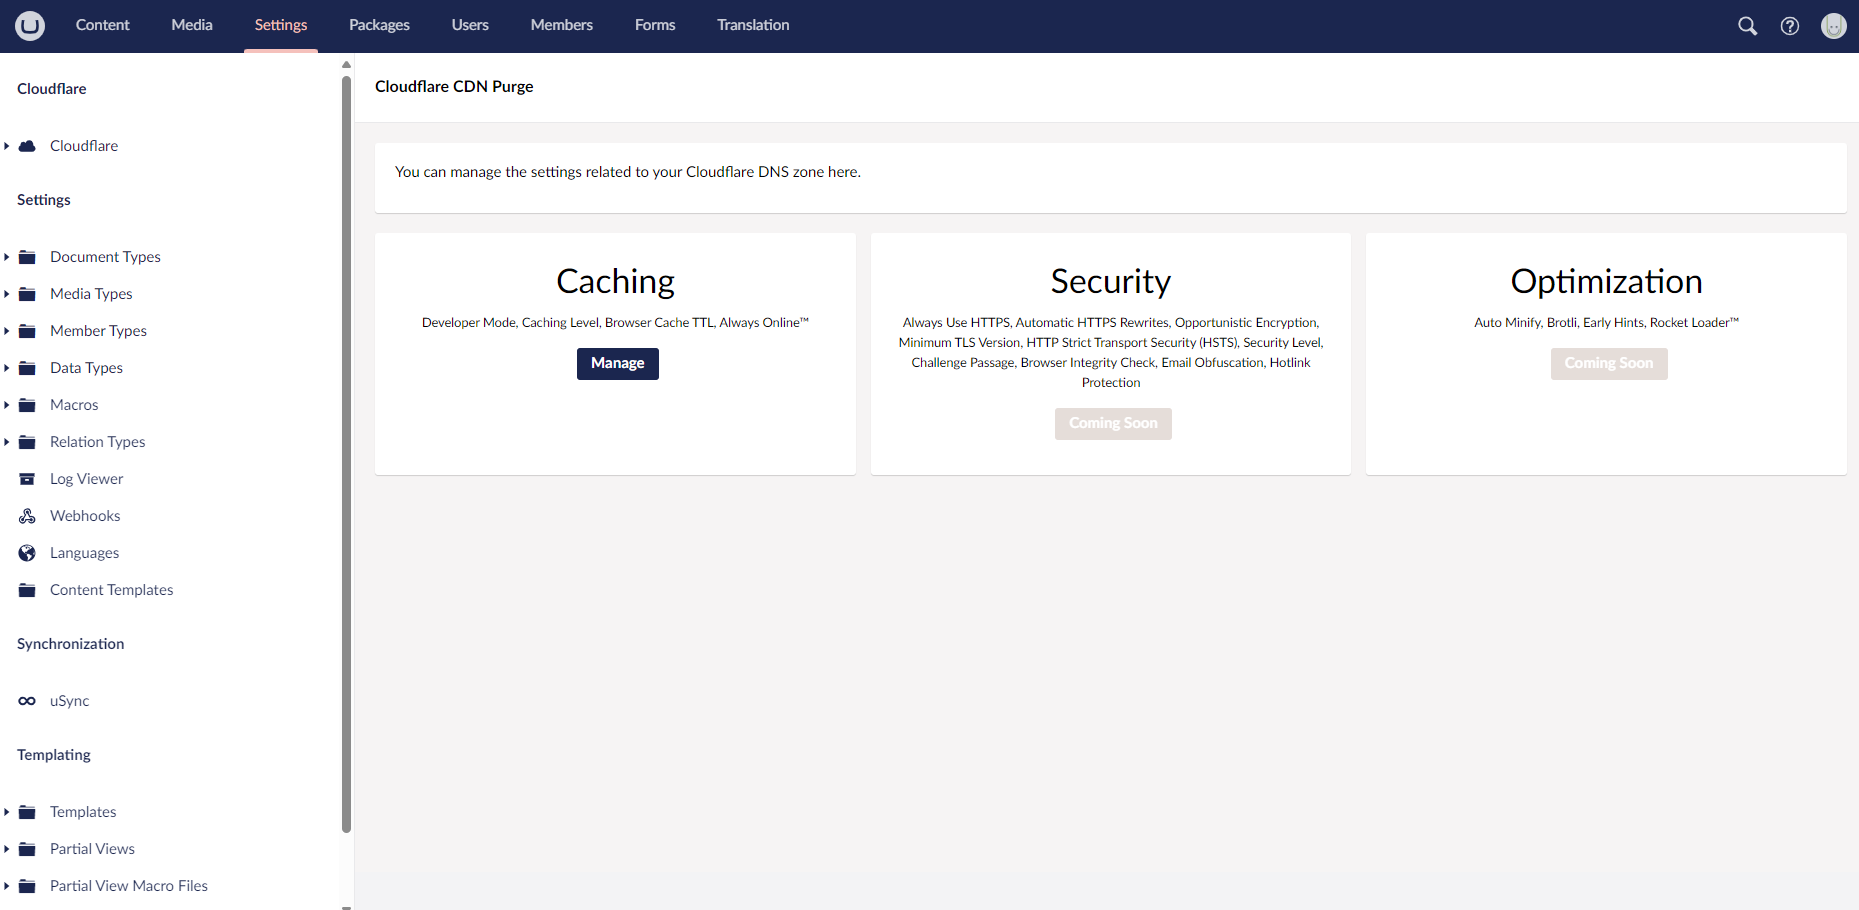 Content
Media
Settings
Packages
Users
Members
Forms
Translation
Cloudflare
Cloudflare
Settings
Document Types
Media Types
Member Types
Data Types
Macros
Relation Types
Log Viewer
Webhooks
Languages
Content Templates
Synchronization
uSync
Templating
Templates
Partial Views
Partial View Macro Files
Cloudflare CDN Purge
You can manage the settings related to your Cloudflare DNS zone here.
Caching
Developer Mode, Caching Level, Browser Cache TTL, Always Online™
Manage
Security
Always Use HTTPS, Automatic HTTPS Rewrites, Opportunistic Encryption,
Minimum TLS Version, HTTP Strict Transport Security (HSTS), Security Level,
Challenge Passage, Browser Integrity Check, Email Obfuscation, Hotlink
Protection
Coming Soon
Optimization
Auto Minify, Brotli, Early Hints, Rocket Loader™
Coming Soon